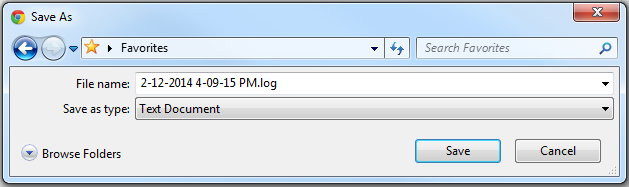 Save As
Favorites
Search Favorites
File name: 2-12-2014 4-09-15 PM.log
Save as type: Text Document
Browse Folders
Save
Cancel